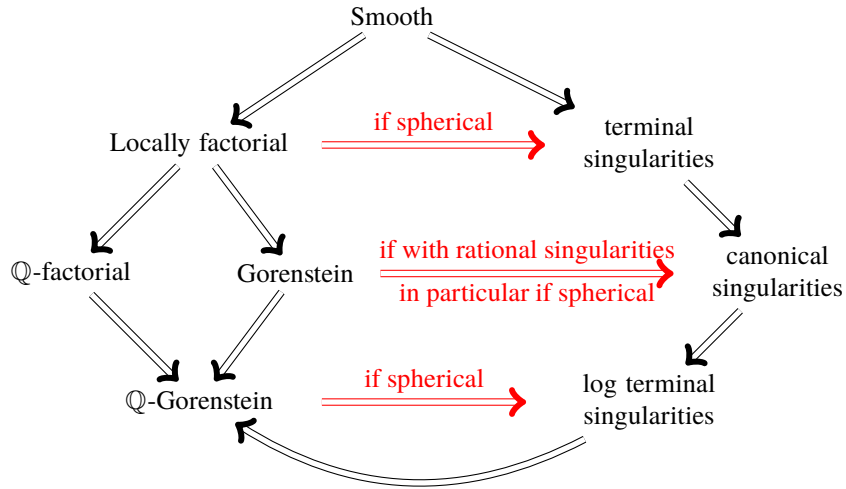 Smooth
if spherical
Locally factorial
terminal
singularities
if with rational singularities
ℚ-factorial
Gorenstein
canonical
singularities
in particular if spherical
if spherical
ℚ-Gorenstein
log terminal
singularities